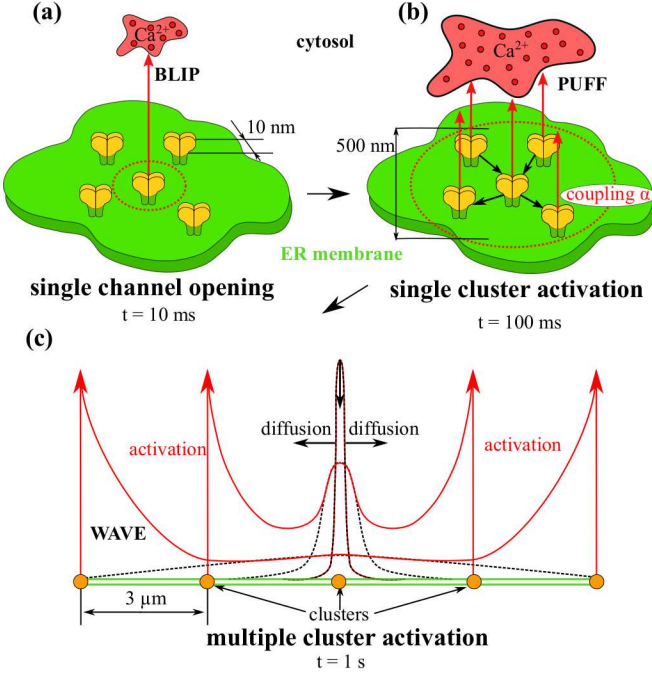 (a)
Ca²⁺
BLIP
10 nm
cytosol
(b)
Ca²⁺
PUFF
500 nm
coupling α
ER membrane
single channel opening
t = 10 ms
single cluster activation
t = 100 ms
(c)
diffusion
diffusion
activation
activation
WAVE
3 µm
clusters
multiple cluster activation
t = 1 s